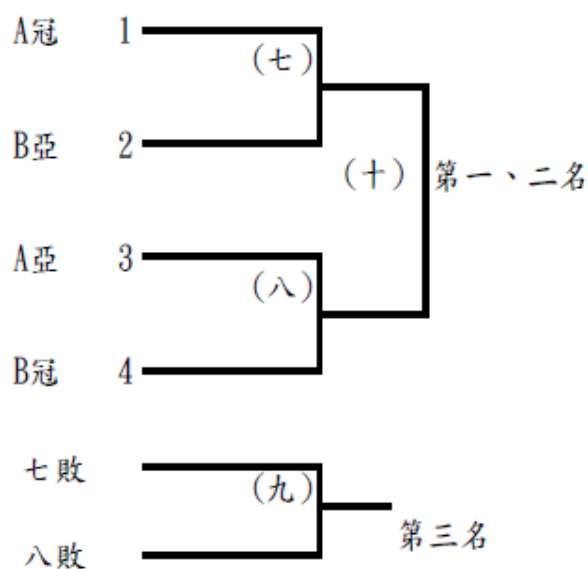 A冠 1
(七)
B亞 2
(十) 第一、二名
A亞 3
(八)
B冠 4
七敗
(九)
第三名
八敗